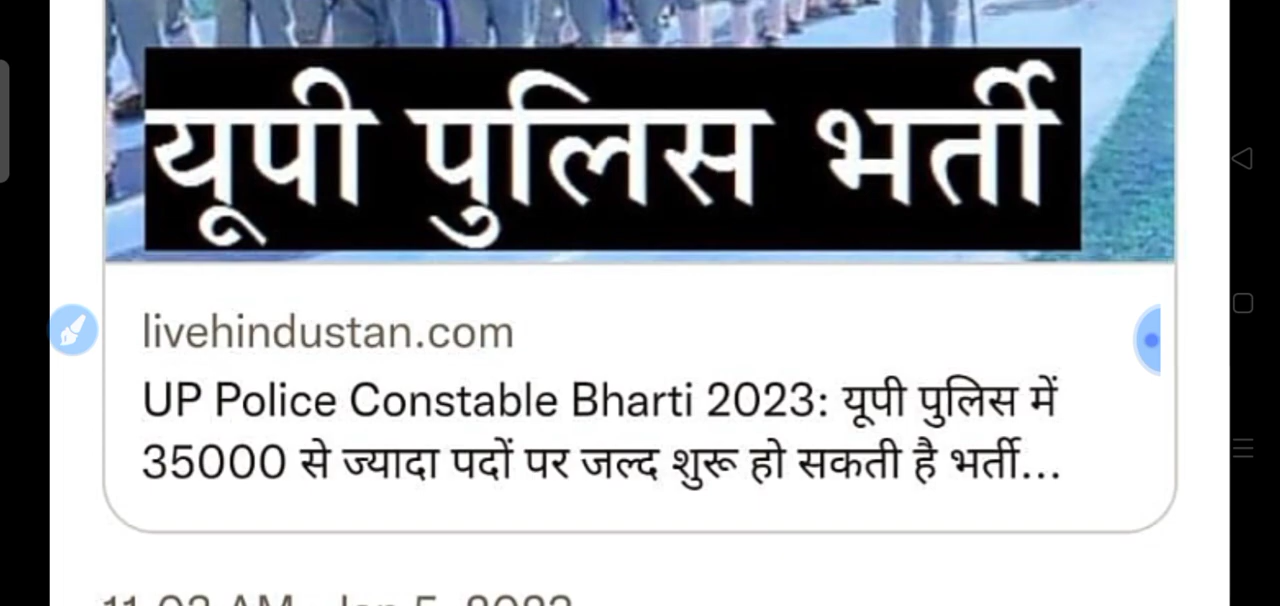 यूपी पुलिस भर्ती
livehindustan.com
UP Police Constable Bharti 2023: यूपी पुलिस में
35000 से ज्यादा पदों पर जल्द शुरू हो सकती है भर्ती...